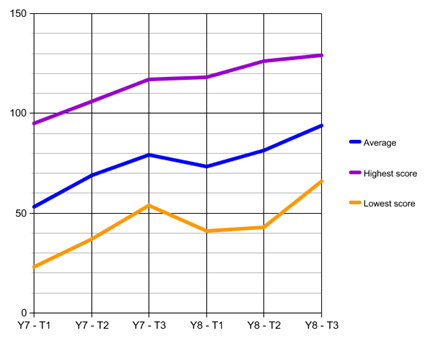 150
100
50
0
Y7 - T1 Y7 - T2 Y7 - T3 Y8 - T1 Y8 - T2 Y8 - T3
Average
Highest score
Lowest score